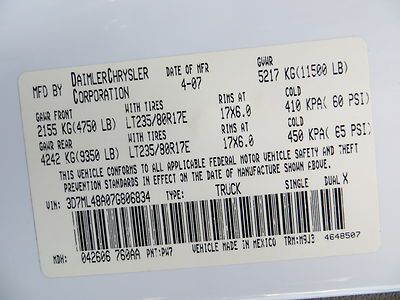 MFD BY DAIMLERCHRYSLER CORPORATION DATE OF MFR 4-07 GVWR 5217 KG(11500 LB)
GAWR FRONT WITH TIRES RIMS AT COLD
2155 KG(4750 LB) LT235/80R17E 17X6.0 410 KPA( 60 PSI)
GAWR REAR WITH TIRES RIMS AT COLD
4242 KG(9350 LB) LT235/80R17E 17X6.0 450 KPA( 65 PSI)
THIS VEHICLE CONFORMS TO ALL APPLICABLE FEDERAL MOTOR VEHICLE SAFETY AND THEFT
PREVENTION STANDARDS IN EFFECT ON THE DATE OF MANUFACTURE SHOWN ABOVE.
VIN: 3D7ML48A07G806834 TYPE: TRUCK SINGLE DUAL X
MDH: 042606 760AA PNT:PW7 VEHICLE MADE IN MEXICO TRM:M9J3 4648507